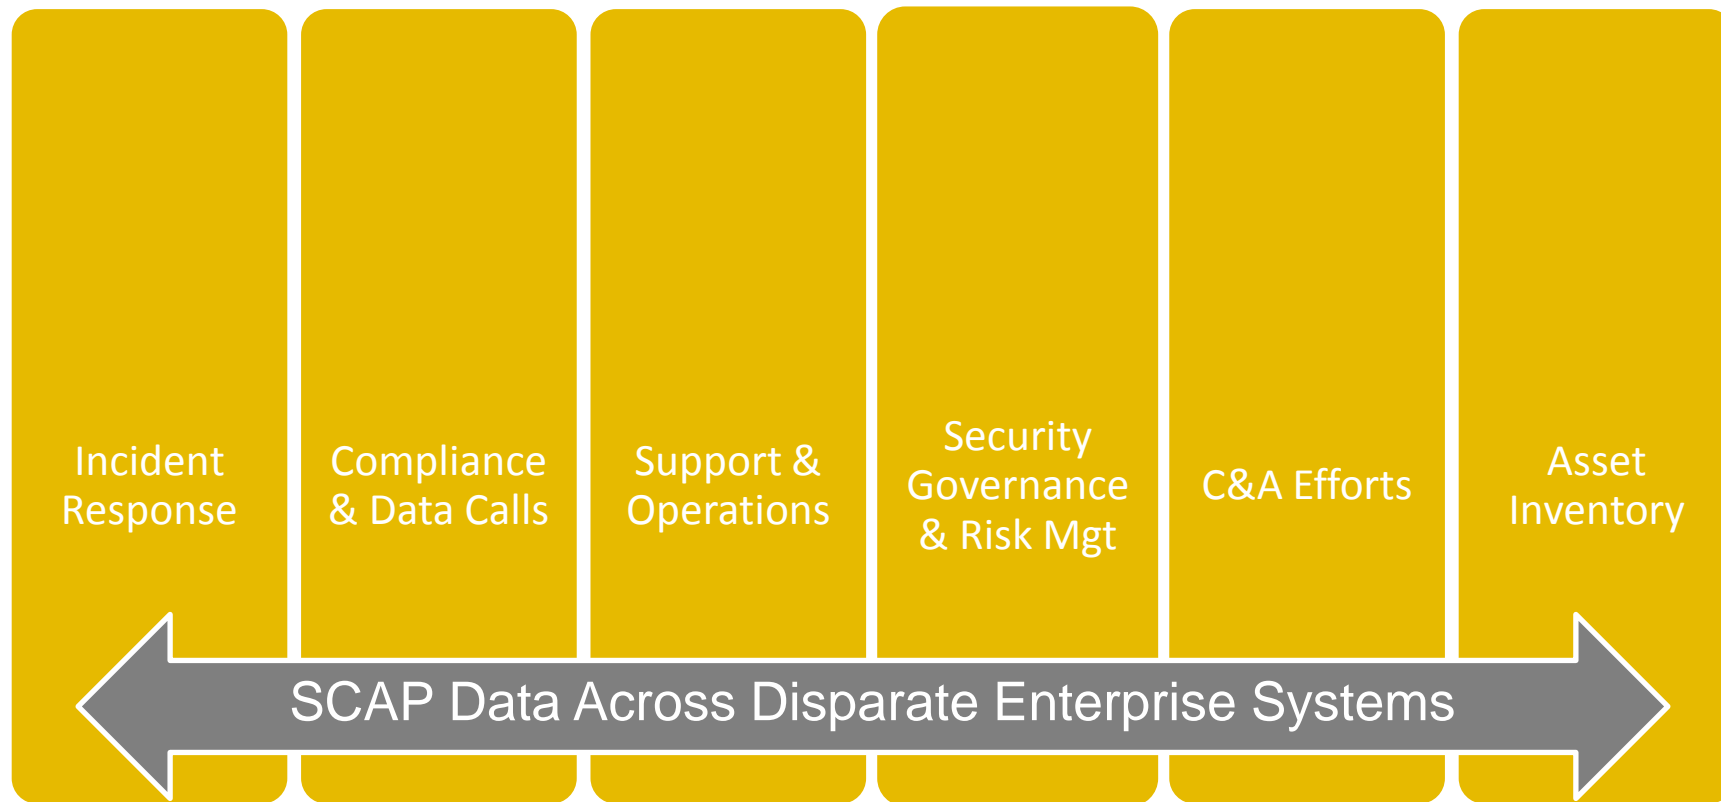 Incident
Response
Compliance
& Data Calls
Support &
Operations
Security
Governance
& Risk Mgt
C&A Efforts
Asset
Inventory
SCAP Data Across Disparate Enterprise Systems